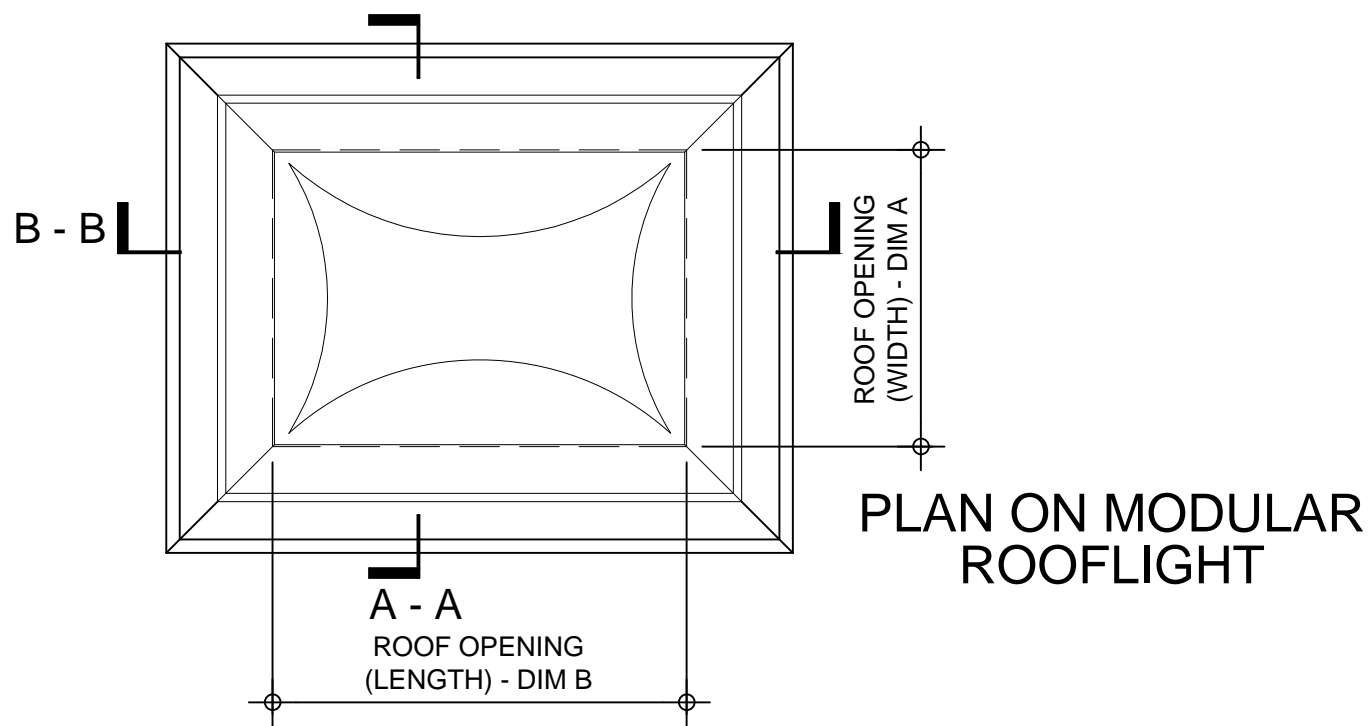 B - B
ROOF OPENING
(WIDTH) - DIM A
PLAN ON MODULAR
ROOFLIGHT
A - A
ROOF OPENING
(LENGTH) - DIM B